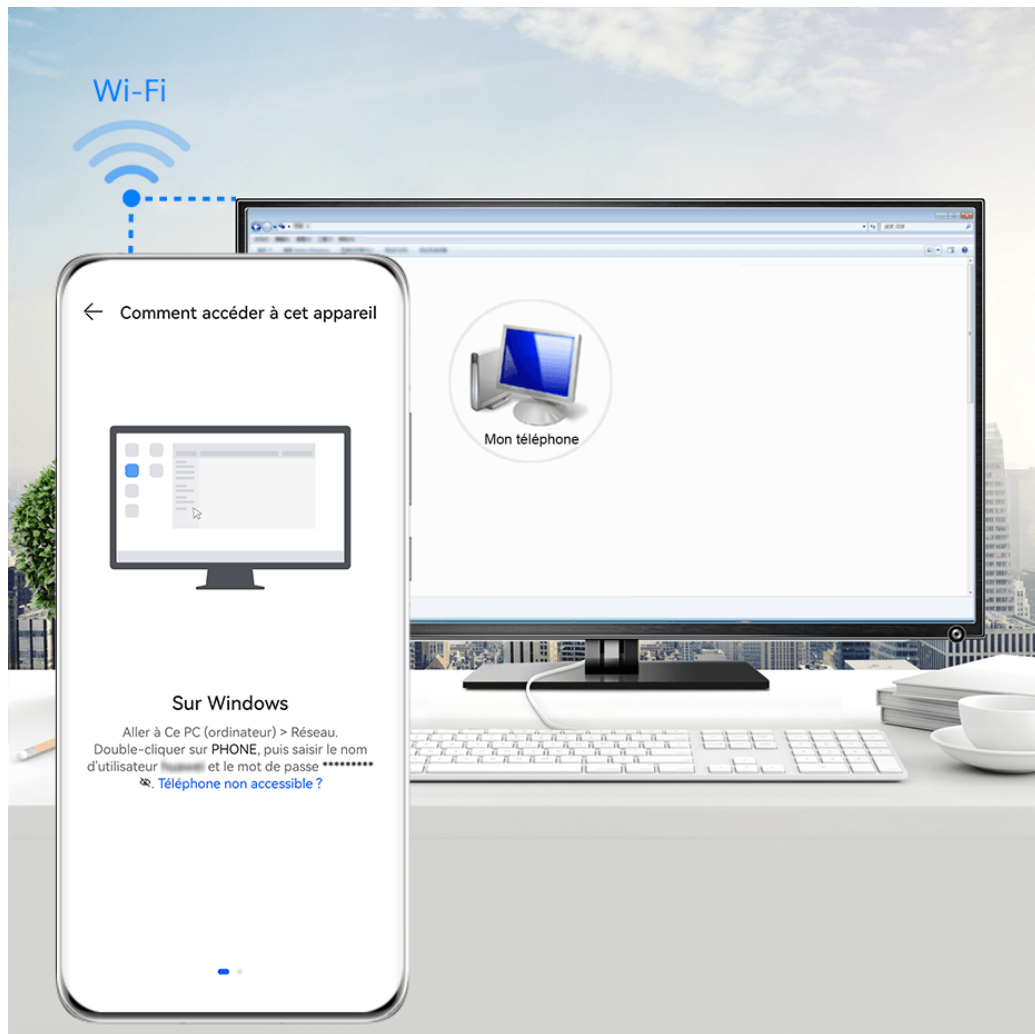 Wi-Fi
Comment accéder à cet appareil
Mon téléphone
Sur Windows
Aller à Ce PC (ordinateur) > Réseau.
Double-cliquer sur PHONE, puis saisir le nom
d'utilisateur et le mot de passe *********
. Téléphone non accessible ?